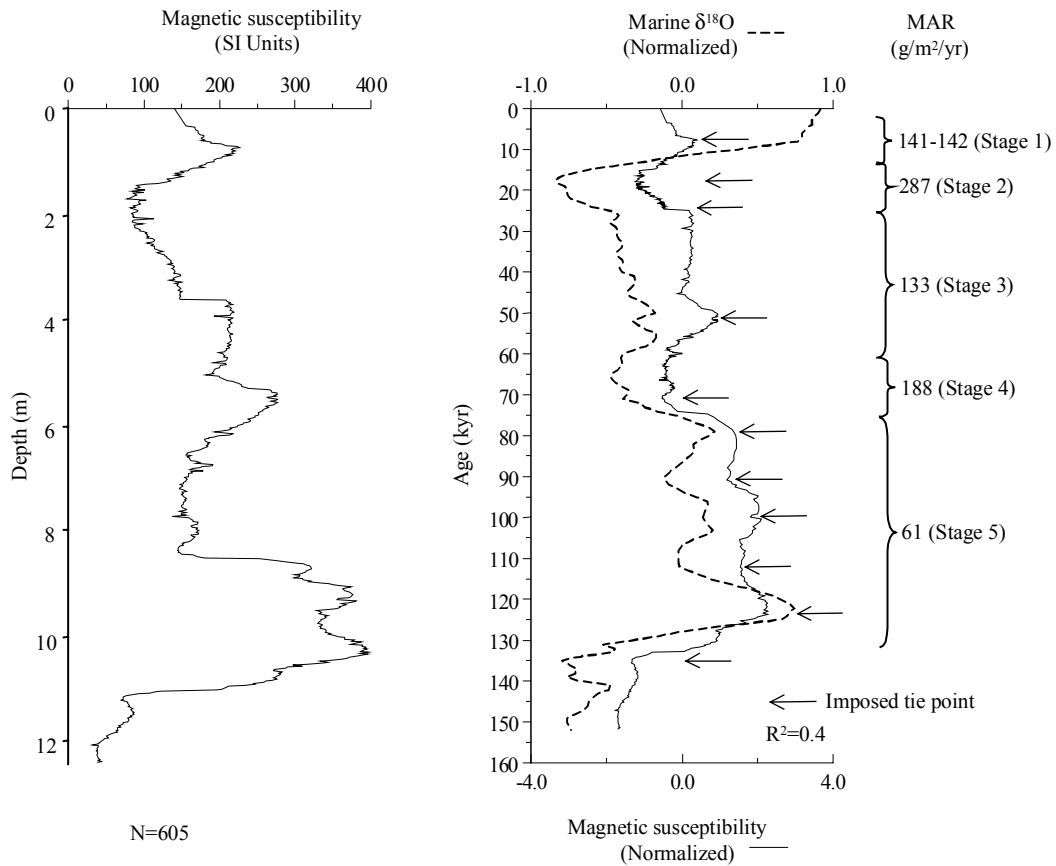 Magnetic susceptibility
(SI Units)
0 100 200 300 400
0
2
4
6
8
10
12
Depth (m)
N=605
Marine δ¹⁸O
(Normalized)
-1.0 0.0 1.0
0
10
20
30
40
50
60
70
80
90
100
110
120
130
140
150
160
Age (kyr)
-4.0 0.0 4.0
Imposed tie point
R²=0.4
Magnetic susceptibility
(Normalized)
MAR
(g/m²/yr)
141-142 (Stage 1)
287 (Stage 2)
133 (Stage 3)
188 (Stage 4)
61 (Stage 5)